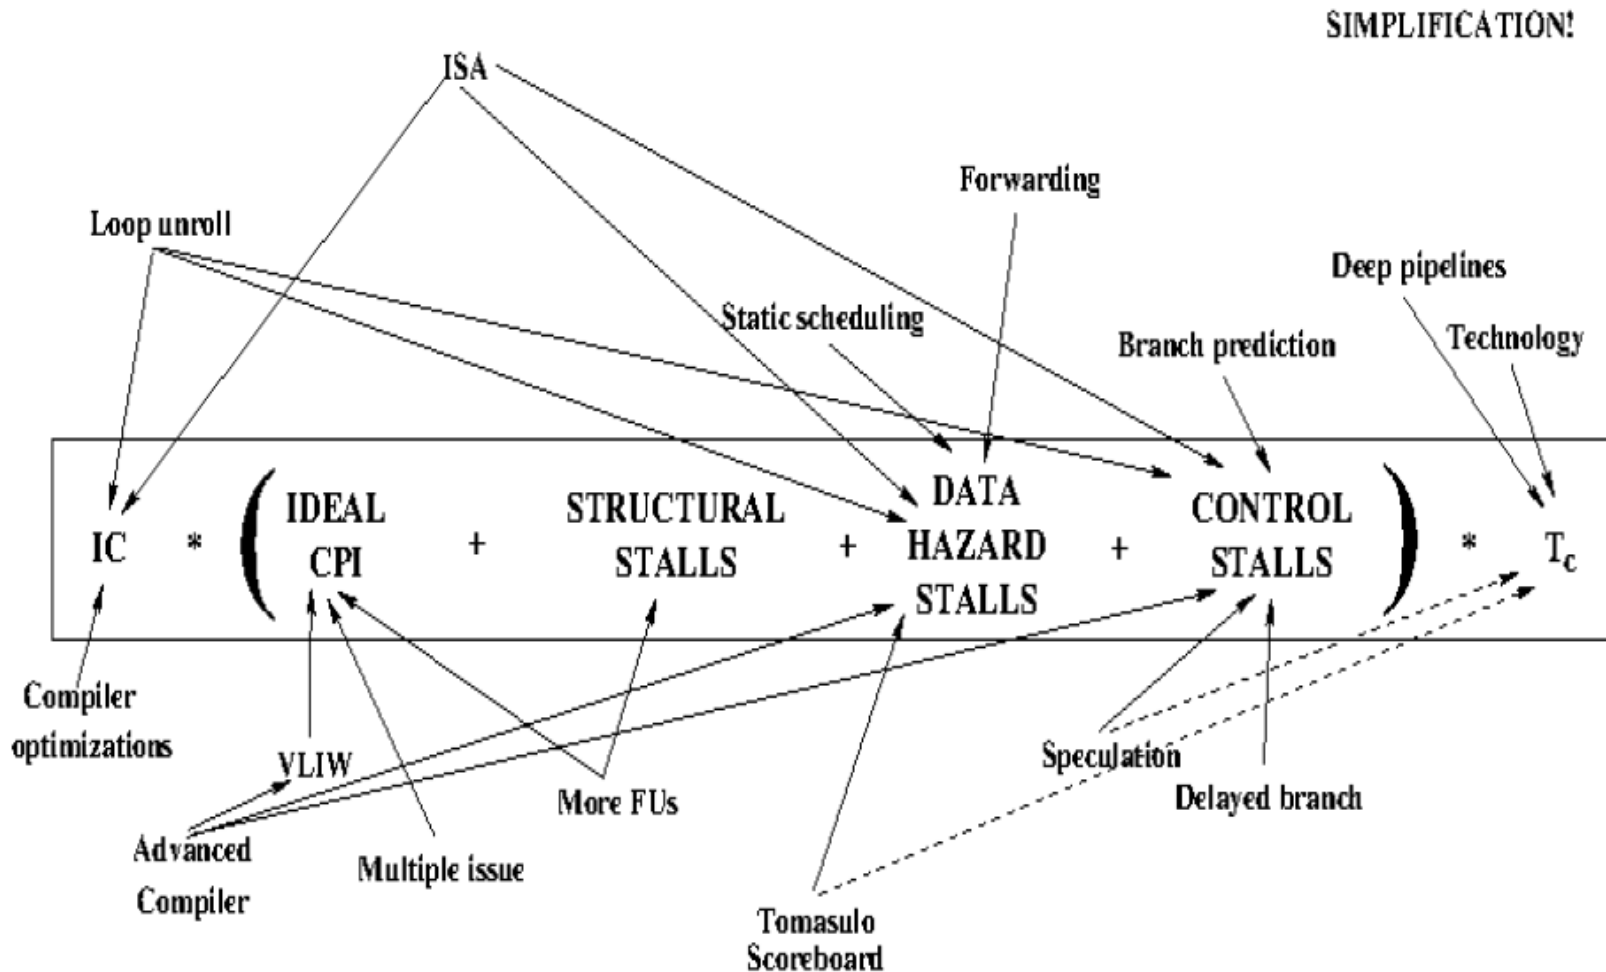 SIMPLIFICATION!
ISA
Forwarding
Loop unroll
Deep pipelines
Static scheduling
Branch prediction
Technology
IC * ( IDEAL CPI + STRUCTURAL STALLS + DATA HAZARD STALLS + CONTROL STALLS ) * Tc
Compiler
optimizations
VLIW
More FUs
Speculation
Delayed branch
Advanced
Compiler
Multiple issue
Tomasulo
Scoreboard